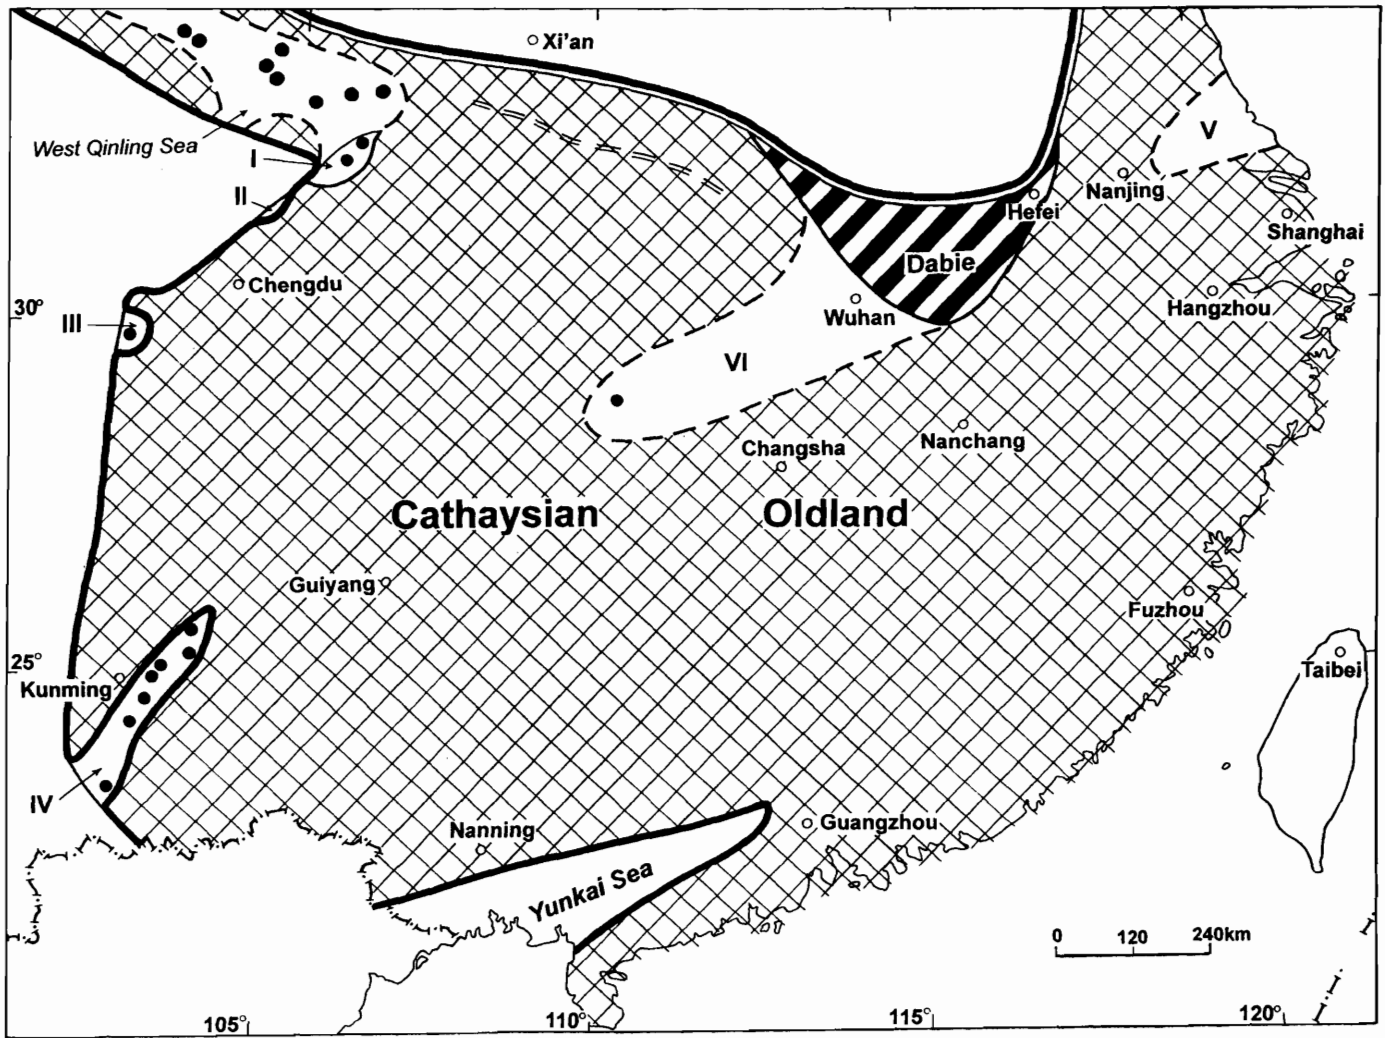 Xi'an
West Qinling Sea
I
II
V
Nanjing
Hefei
Shanghai
Dabie
Chengdu
30°
III
Hangzhou
Wuhan
VI
Changsha
Nanchang
Cathaysian Oldland
Guiyang
Fuzhou
25°
Kunming
Taibei
IV
Nanning
Guangzhou
Yunkai Sea
0 120 240km
105° 110° 115° 120°